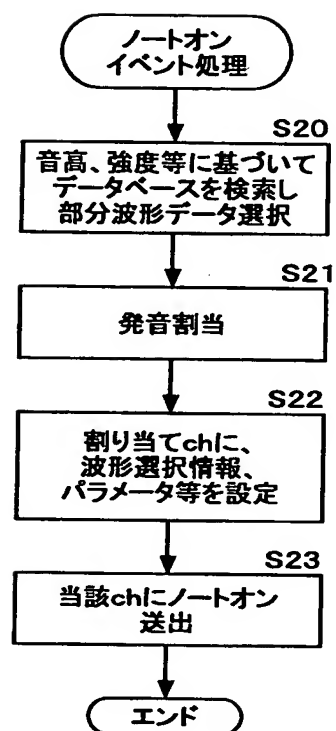 ノートオン
イベント処理
S20
音高、強度等に基づいて
データベースを検索し
部分波形データ選択
S21
発音割当
S22
割り当てchに、
波形選択情報、
パラメータ等を設定
S23
当該chにノートオン
送出
エンド